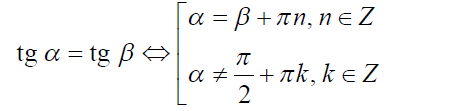 tg α = tg β ⇔ [ α = β + πn, n ∈ Z
α ≠ π/2 + πk, k ∈ Z